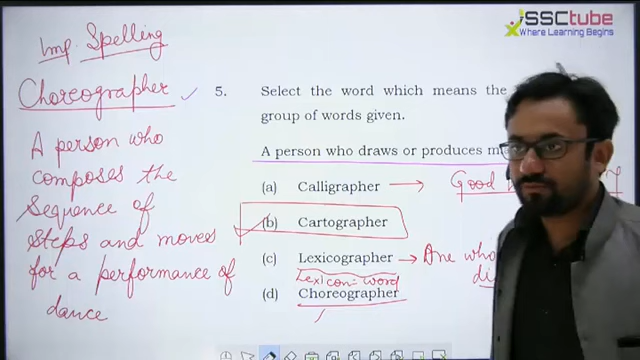 SSCtube
Where Learning Begins
Imp. Spelling
Choreographer
A person who
composes the
sequence of
steps and moves
for a performance of
dance
5. Select the word which means the
group of words given.
A person who draws or produces
(a) Calligrapher → Good
(b) Cartographer
(c) Lexicographer → One who
Lexicon = word
(d) Choreographer